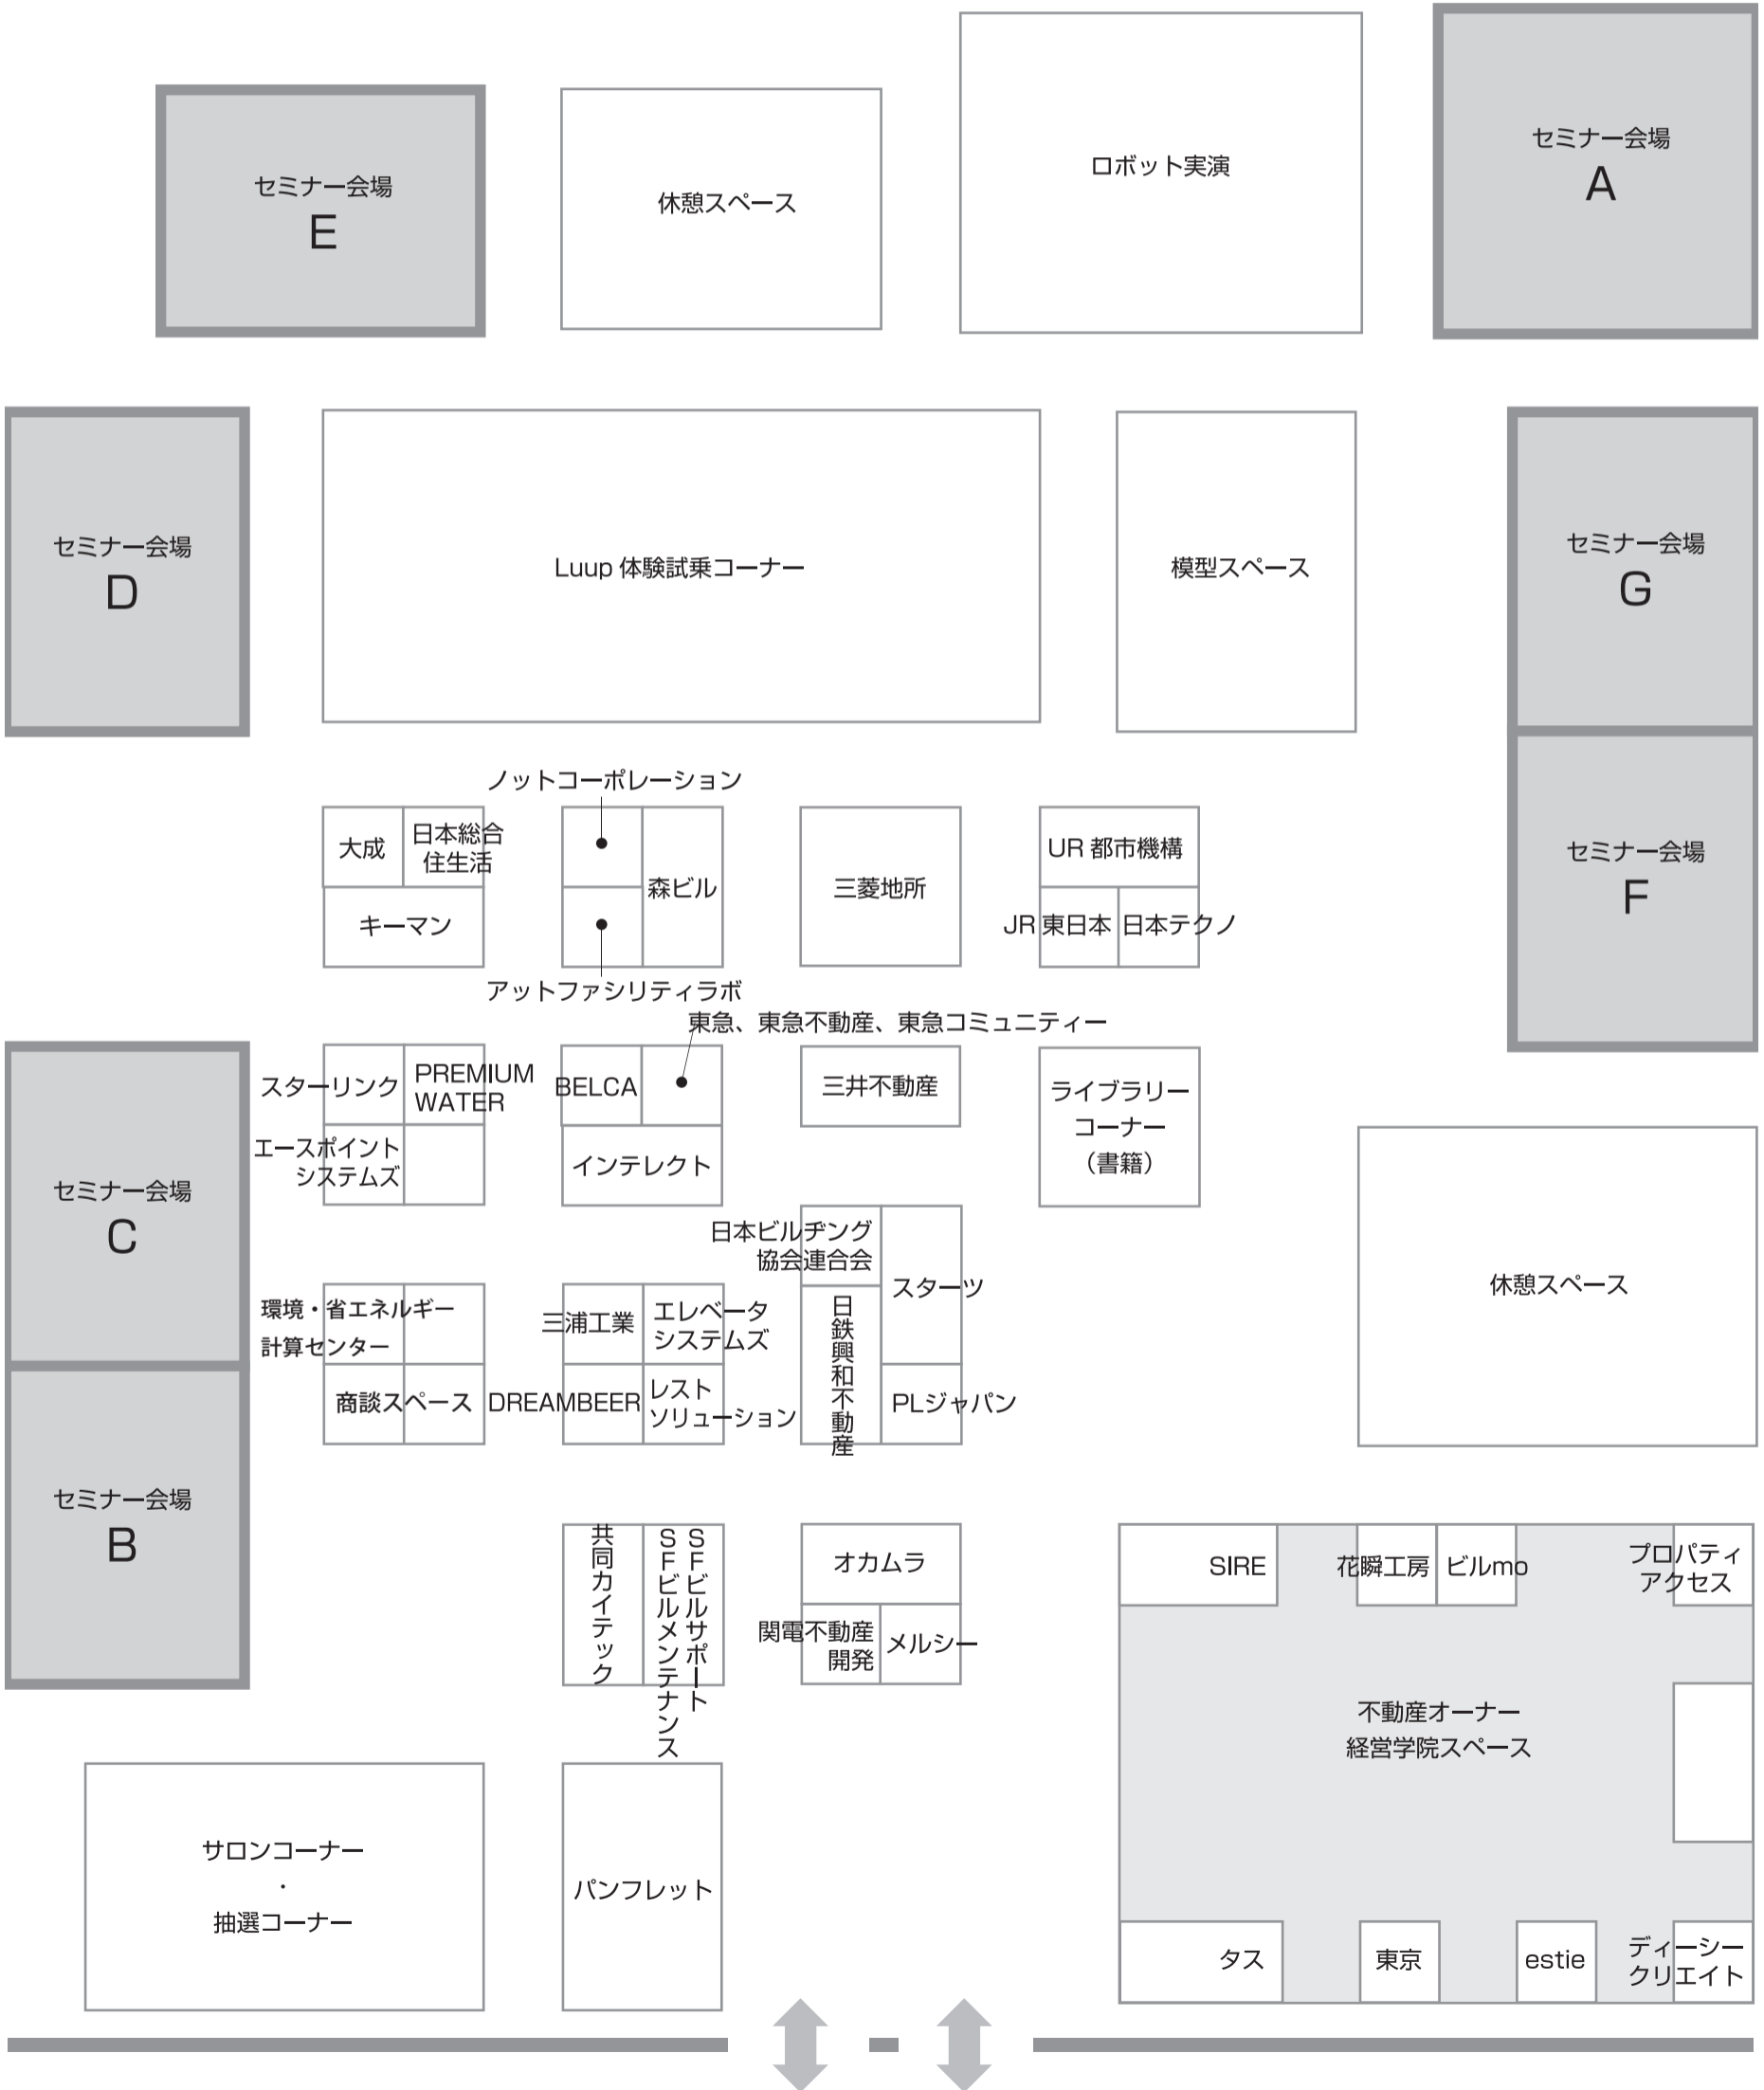 セミナー会場
E
休憩スペース
ロボット実演
セミナー会場
A
セミナー会場
D
Luup 体験試乗コーナー
模型スペース
セミナー会場
G
セミナー会場
F
ノットコーポレーション
大成
日本総合
住生活
キーマン
森ビル
アットファシリティラボ
三菱地所
UR 都市機構
JR 東日本
日本テクノ
東急、東急不動産、東急コミュニティー
スターリンク
PREMIUM
WATER
エースポイント
システムズ
BELCA
インテレクト
三井不動産
ライブラリー
コーナー
(書籍)
セミナー会場
C
日本ビルヂング
協会連合会
スターツ
日鉄興和不動産
PLジャパン
休憩スペース
環境・省エネルギー
計算センター
商談スペース
三浦工業
エレベータ
システムズ
DREAMBEER
レスト
ソリューション
セミナー会場
B
共同カイテック
SFビルサポート
SFビルメンテナンス
オカムラ
関電不動産
開発
メルシー
SIRE
花瞬工房
ビルmo
プロパティ
アクセス
不動産オーナー
経営学院スペース
タス
東京
estie
ディーシー
クリエイト
サロンコーナー
・
抽選コーナー
パンフレット